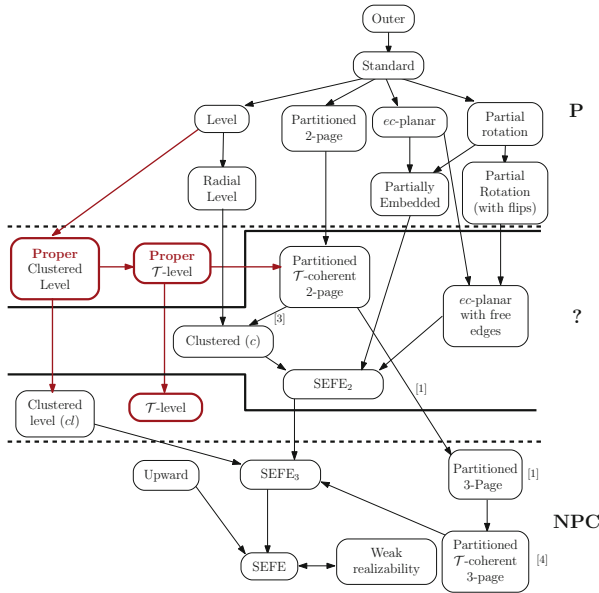 Outer
Standard
P
Level
Partitioned
2-page
ec-planar
Partial
rotation
Radial
Level
Partially
Embedded
Partial
Rotation
(with flips)
Proper
Clustered
Level
Proper
𝒯-level
Partitioned
𝒯-coherent
2-page
ec-planar
with free
edges
?
[3]
Clustered (c)
SEFE₂
[1]
Clustered
level (cl)
𝒯-level
Upward
SEFE₃
Partitioned
3-Page
[1]
NPC
SEFE
Weak
realizability
Partitioned
𝒯-coherent
3-page
[4]